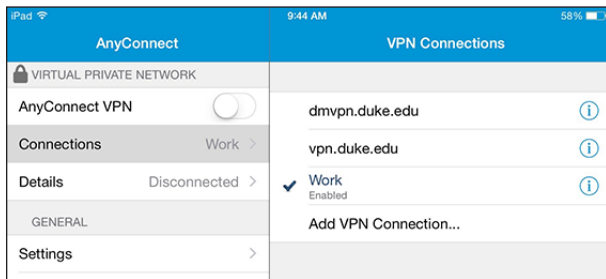 iPad 9:44 AM 58%
AnyConnect
VIRTUAL PRIVATE NETWORK
AnyConnect VPN
Connections Work
Details Disconnected
GENERAL
Settings
VPN Connections
dmvpn.duke.edu
vpn.duke.edu
Work
Enabled
Add VPN Connection...